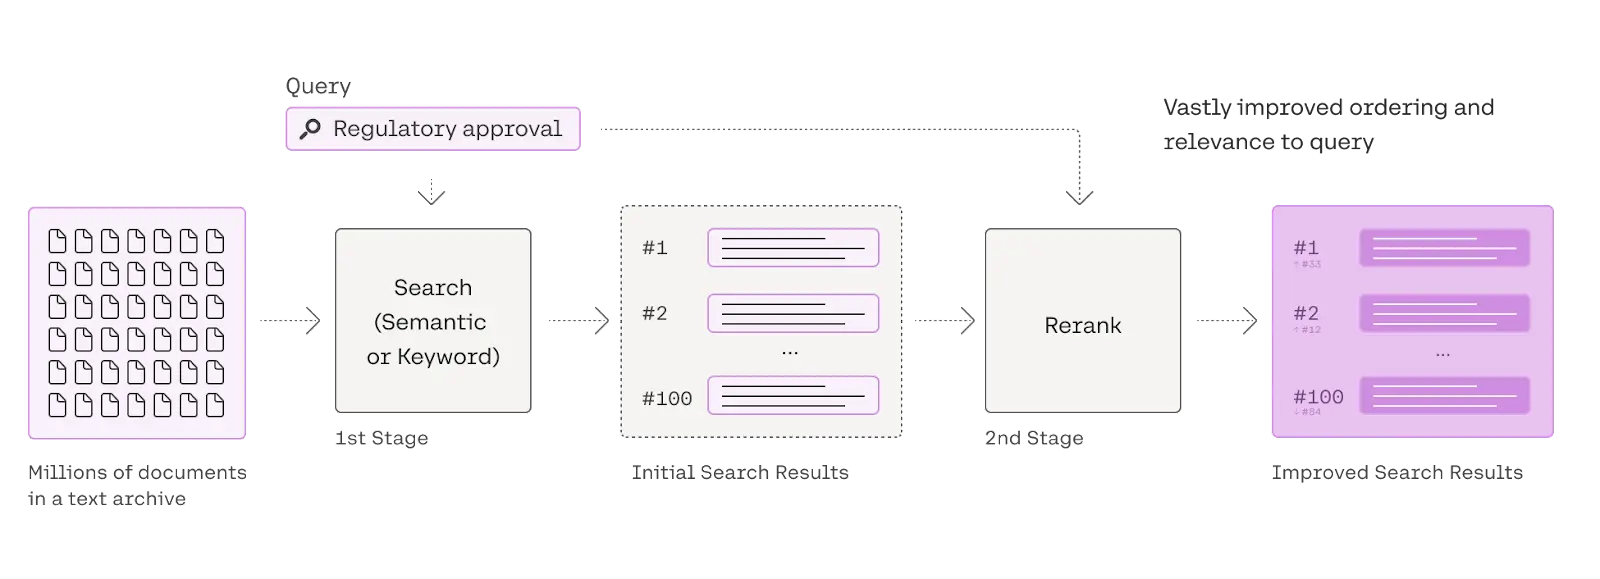 Query
Regulatory approval
Vastly improved ordering and
relevance to query
Search
(Semantic
or Keyword)
1st Stage
Millions of documents
in a text archive
#1
#2
...
#100
Initial Search Results
Rerank
2nd Stage
#1
↑ #33
#2
↑ #12
...
#100
↓ #84
Improved Search Results